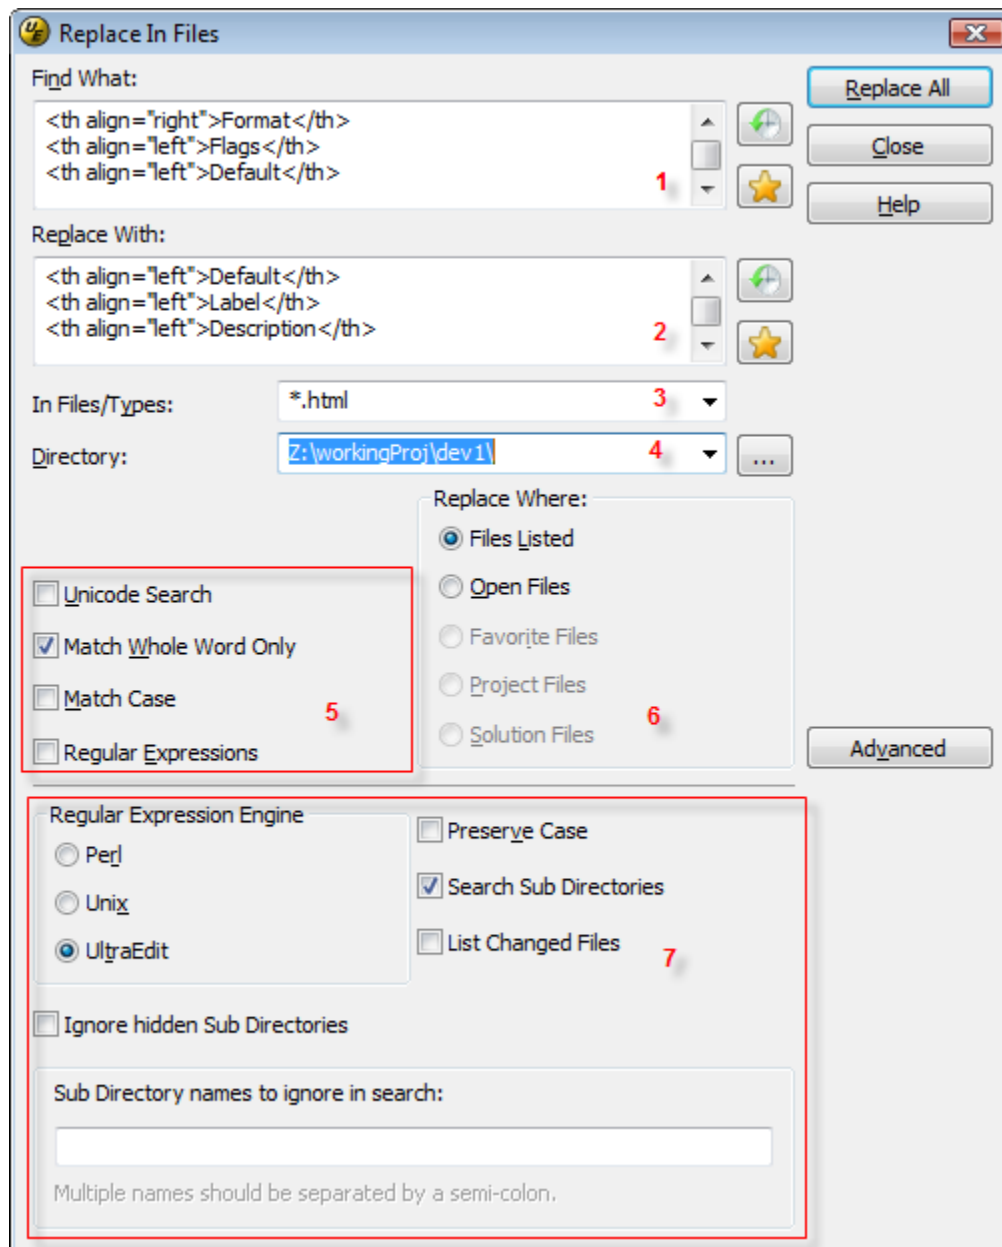 Replace In Files
Find What:
<th align="right">Format</th>
<th align="left">Flags</th>
<th align="left">Default</th>
1
Replace All
Close
Help
Replace With:
<th align="left">Default</th>
<th align="left">Label</th>
<th align="left">Description</th>
2
In Files/Types:
*.html
3
Directory:
Z:\workingProj\dev1\
4
...
Replace Where:
Files Listed
Open Files
Favorite Files
Project Files
Solution Files
6
Unicode Search
Match Whole Word Only
Match Case
Regular Expressions
5
Advanced
Regular Expression Engine
Perl
Unix
UltraEdit
Preserve Case
Search Sub Directories
List Changed Files
7
Ignore hidden Sub Directories
Sub Directory names to ignore in search:
Multiple names should be separated by a semi-colon.